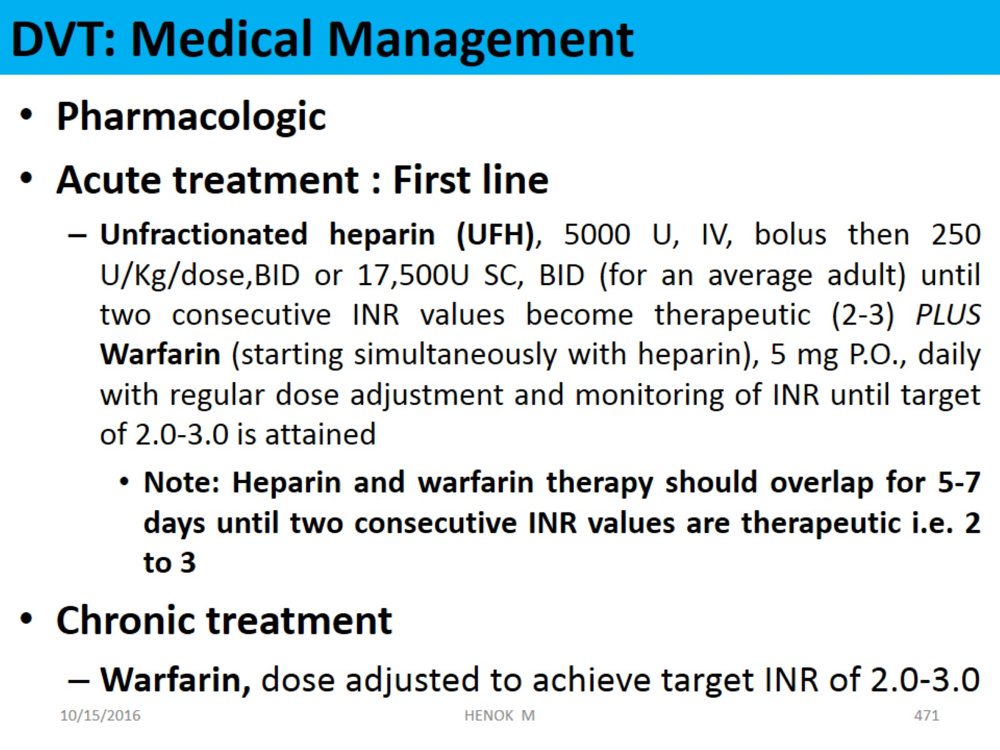 DVT: Medical Management
• Pharmacologic
• Acute treatment : First line
– Unfractionated heparin (UFH), 5000 U, IV, bolus then 250
U/Kg/dose,BID or 17,500U SC, BID (for an average adult) until
two consecutive INR values become therapeutic (2-3) PLUS
Warfarin (starting simultaneously with heparin), 5 mg P.O., daily
with regular dose adjustment and monitoring of INR until target
of 2.0-3.0 is attained
• Note: Heparin and warfarin therapy should overlap for 5-7
days until two consecutive INR values are therapeutic i.e. 2
to 3
• Chronic treatment
– Warfarin, dose adjusted to achieve target INR of 2.0-3.0
10/15/2016 HENOK M 471